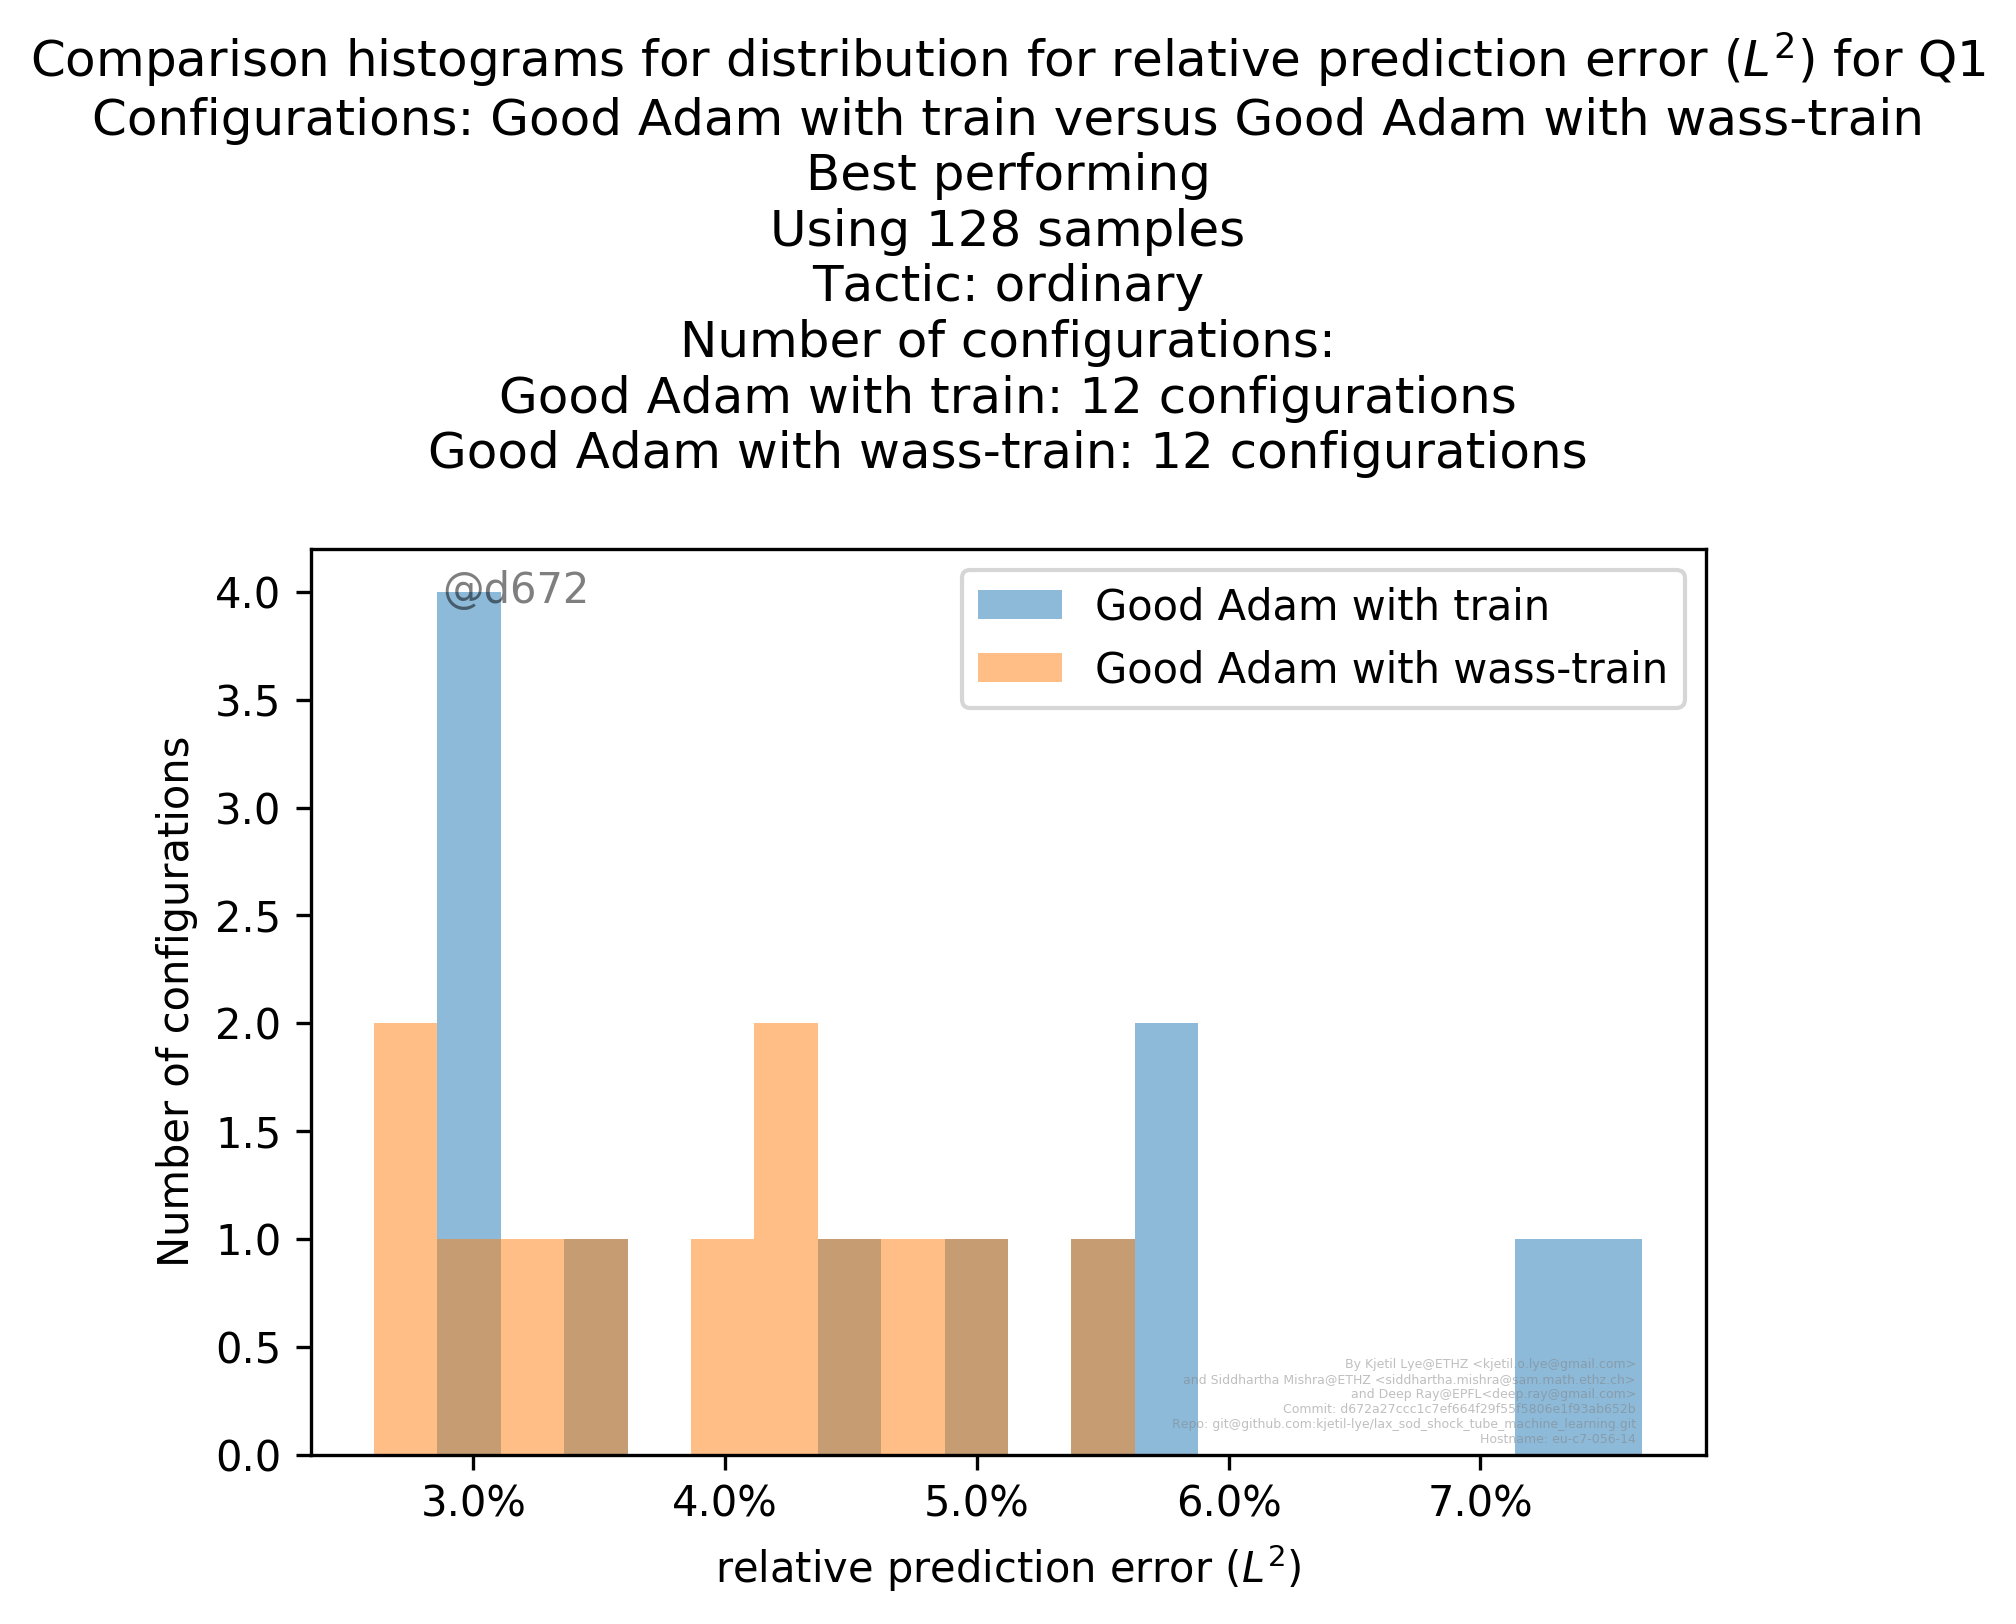 Comparison histograms for distribution for relative prediction error (L²) for Q1
Configurations: Good Adam with train versus Good Adam with wass-train
Best performing
Using 128 samples
Tactic: ordinary
Number of configurations:
Good Adam with train: 12 configurations
Good Adam with wass-train: 12 configurations
@d672
Good Adam with train
Good Adam with wass-train
4.0
3.5
3.0
2.5
2.0
1.5
1.0
0.5
0.0
Number of configurations
By Kjetil Lye@ETHZ <kjetil.o.lye@gmail.com>
and Siddhartha Mishra@ETHZ <siddhartha.mishra@sam.math.ethz.ch>
and Deep Ray@EPFL<deep.ray@gmail.com>
Commit: d672a27ccc1c7ef664f29f55f5806e1f93ab652b
Repo: git@github.com:kjetil-lye/lax_sod_shock_tube_machine_learning.git
Hostname: eu-c7-056-14
3.0% 4.0% 5.0% 6.0% 7.0%
relative prediction error (L²)